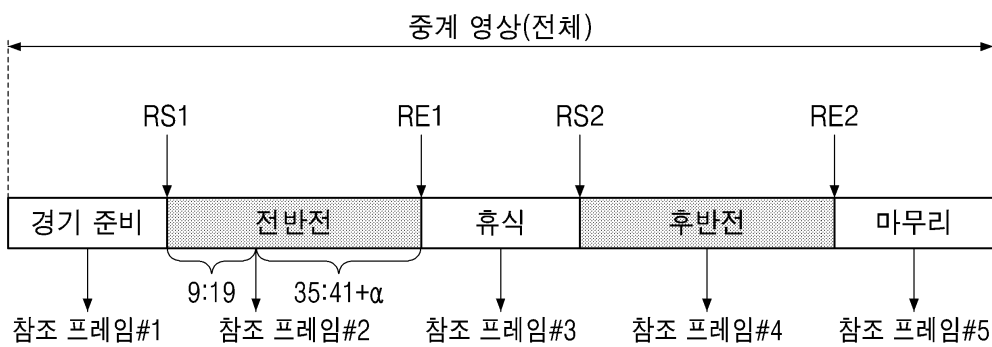 중계 영상(전체)
RS1 RE1 RS2 RE2
경기 준비 전반전 휴식 후반전 마무리
9:19 35:41+α
참조 프레임#1 참조 프레임#2 참조 프레임#3 참조 프레임#4 참조 프레임#5